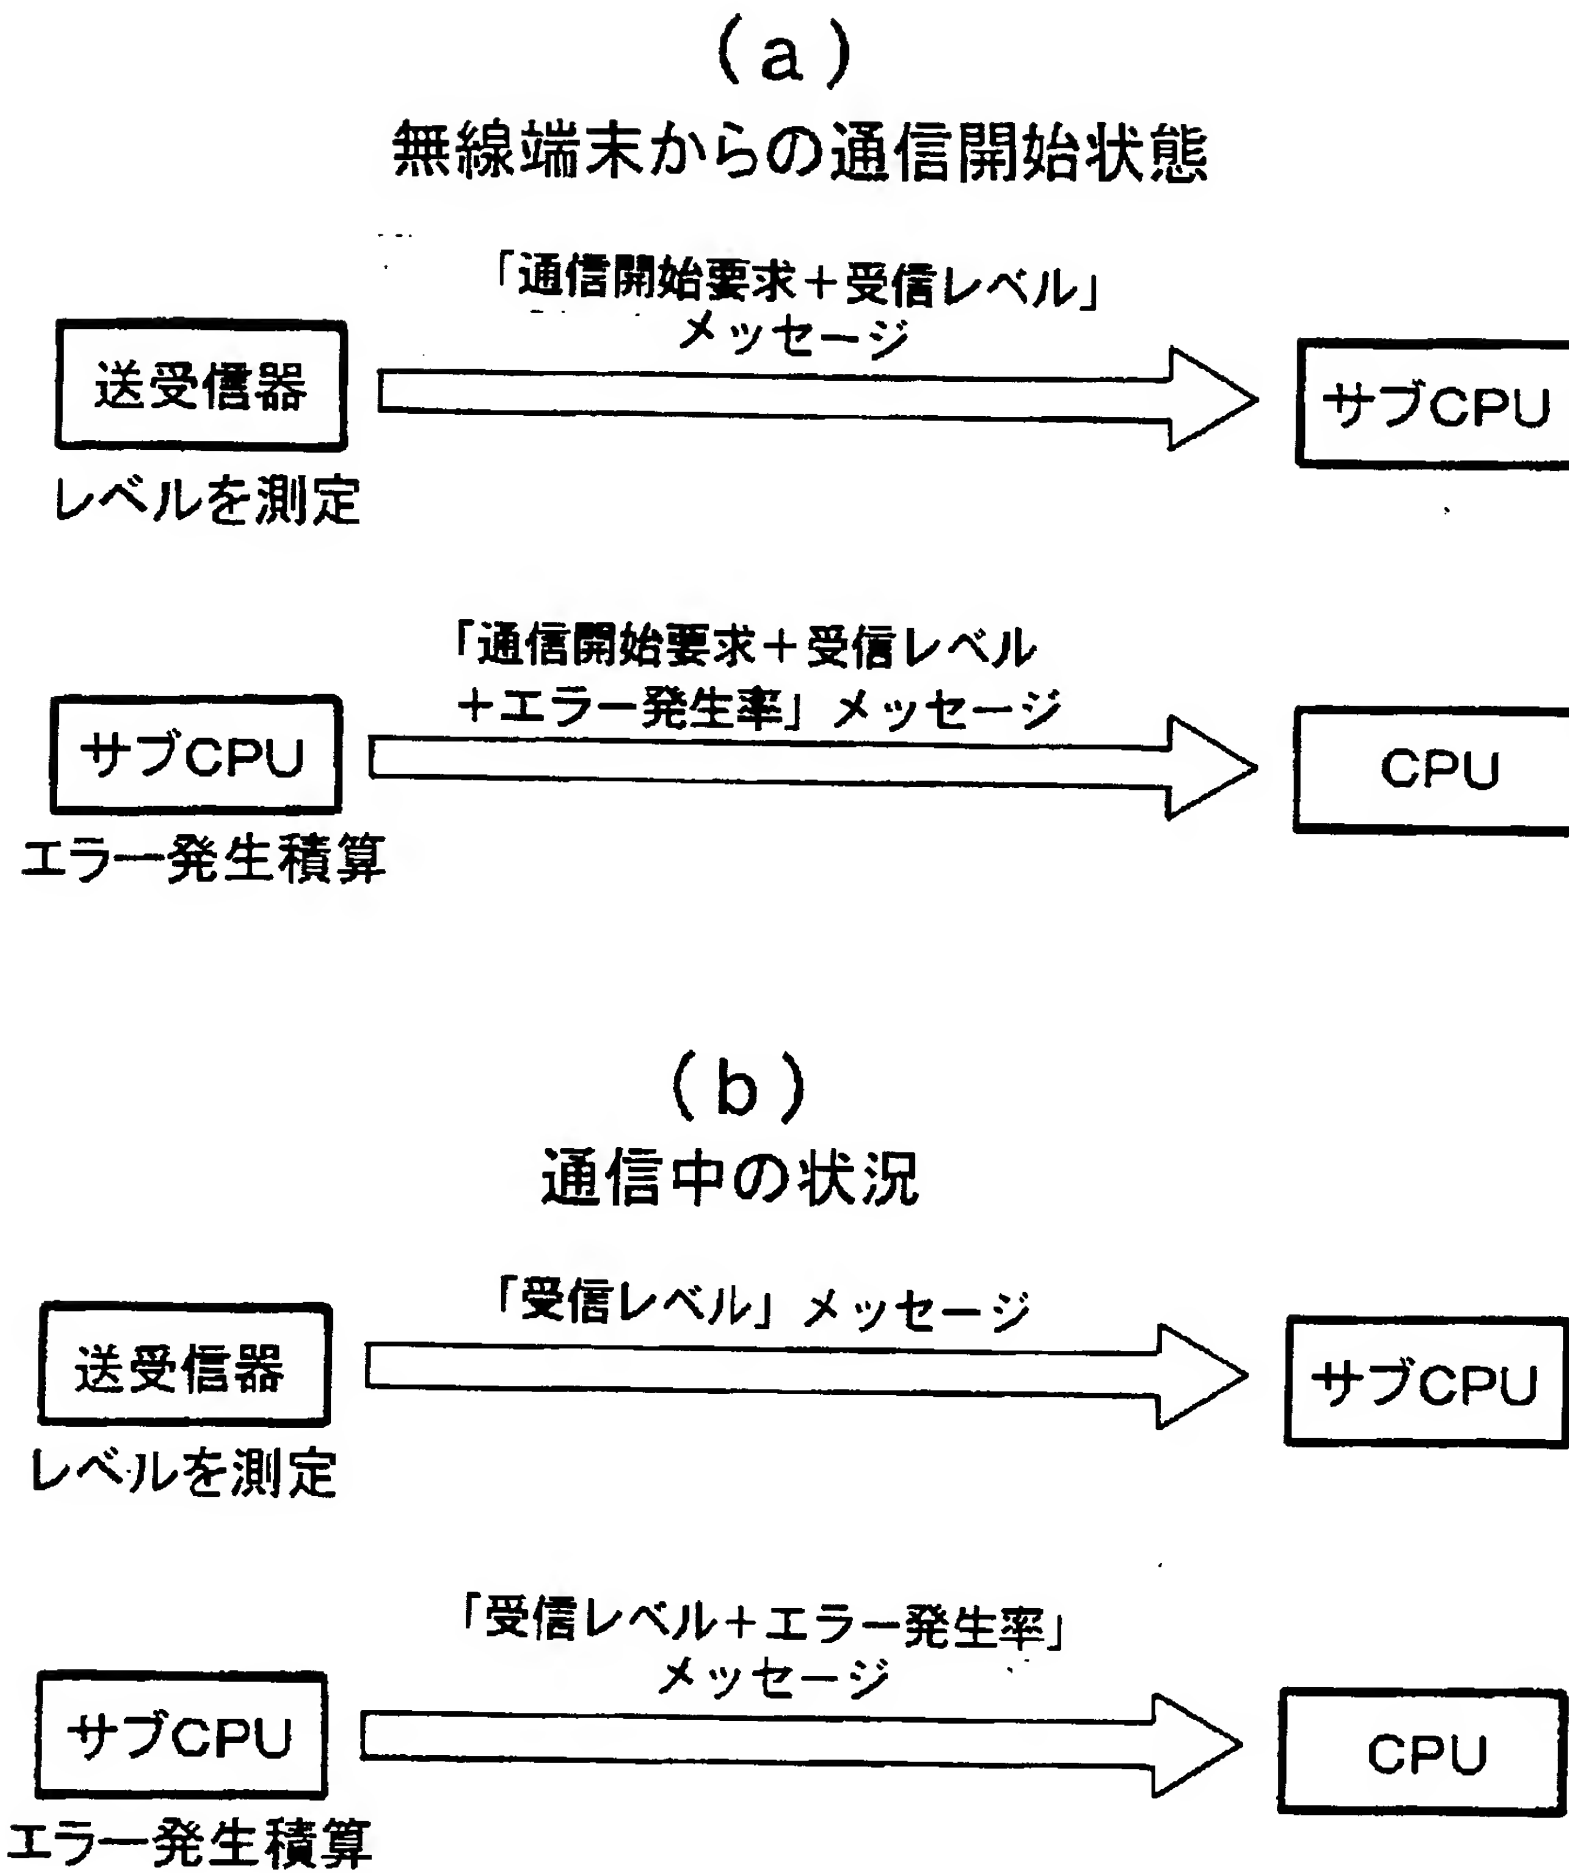 (a)
無線端末からの通信開始状態
「通信開始要求＋受信レベル」
メッセージ
送受信器
サブCPU
レベルを測定
「通信開始要求＋受信レベル
＋エラー発生率」メッセージ
サブCPU
CPU
エラー発生積算
(b)
通信中の状況
「受信レベル」メッセージ
送受信器
サブCPU
レベルを測定
「受信レベル＋エラー発生率」
メッセージ
サブCPU
CPU
エラー発生積算